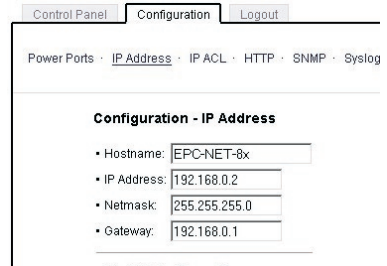 Control Panel Configuration Logout
Power Ports · IP Address · IP ACL · HTTP · SNMP · Syslog
Configuration - IP Address
• Hostname: EPC-NET-8x
• IP Address: 192.168.0.2
• Netmask: 255.255.255.0
• Gateway: 192.168.0.1